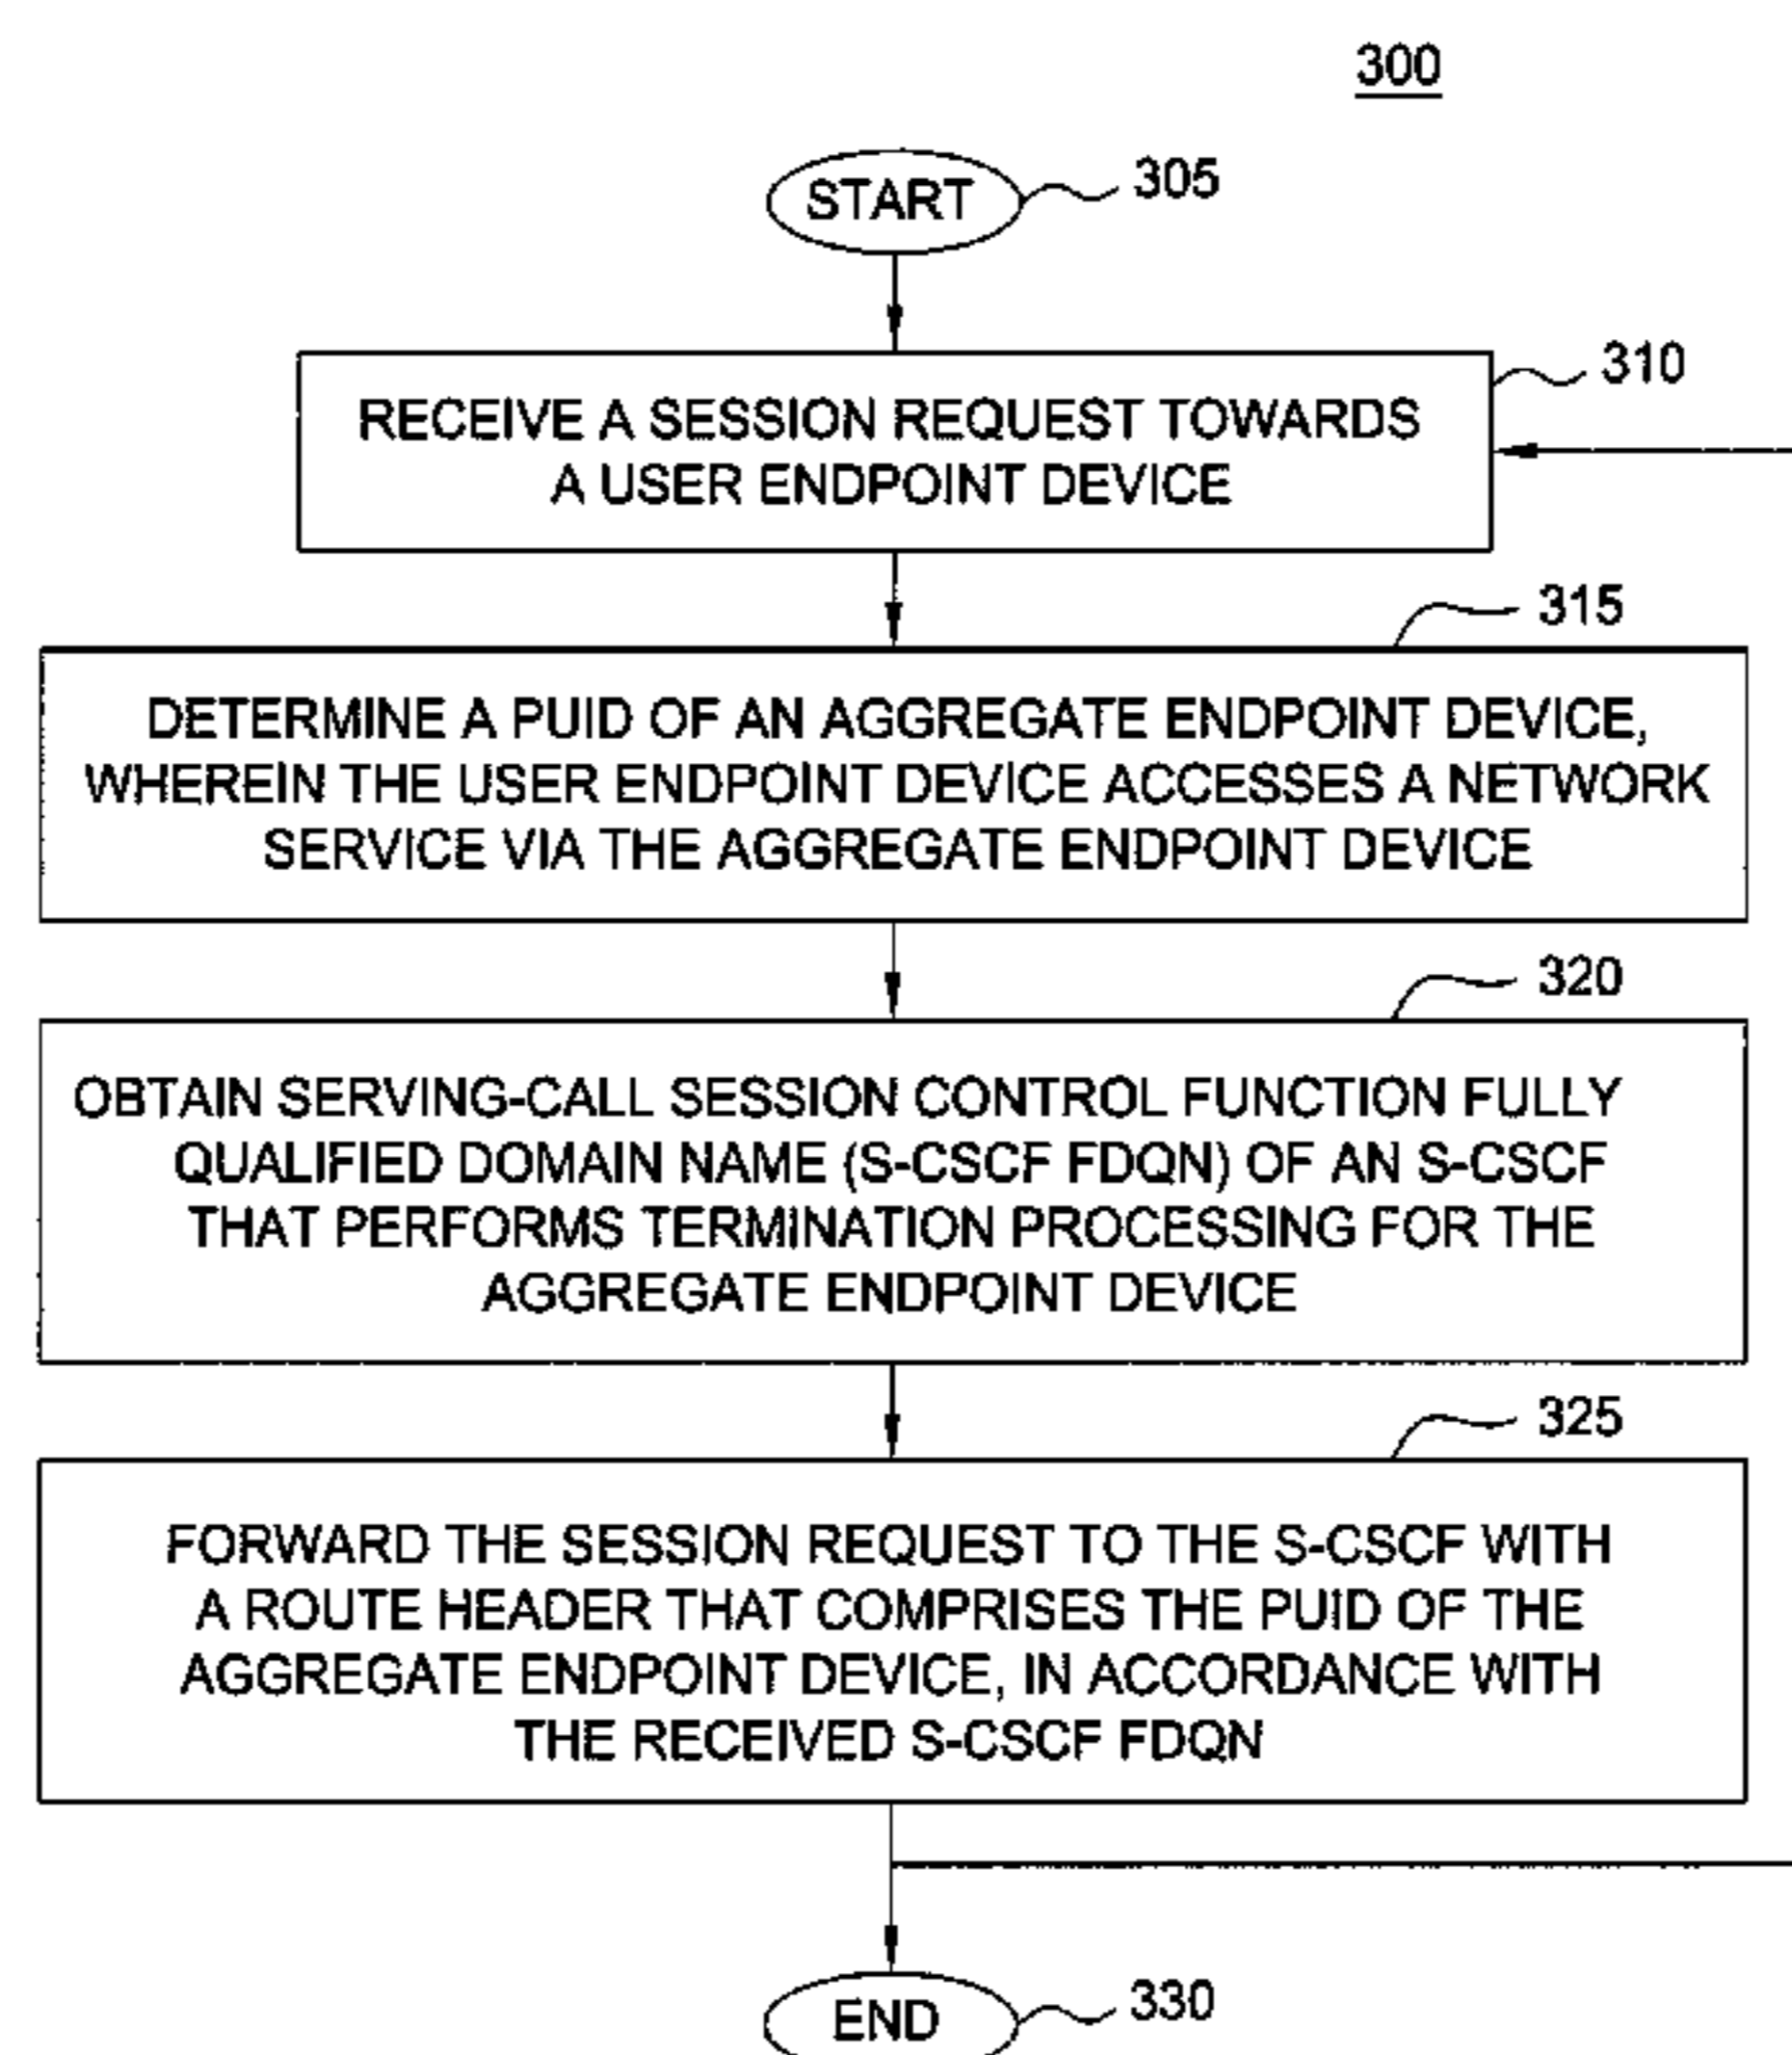 300
START
305
310
RECEIVE A SESSION REQUEST TOWARDS
A USER ENDPOINT DEVICE
315
DETERMINE A PUID OF AN AGGREGATE ENDPOINT DEVICE,
WHEREIN THE USER ENDPOINT DEVICE ACCESSES A NETWORK
SERVICE VIA THE AGGREGATE ENDPOINT DEVICE
320
OBTAIN SERVING-CALL SESSION CONTROL FUNCTION FULLY
QUALIFIED DOMAIN NAME (S-CSCF FDQN) OF AN S-CSCF
THAT PERFORMS TERMINATION PROCESSING FOR THE
AGGREGATE ENDPOINT DEVICE
325
FORWARD THE SESSION REQUEST TO THE S-CSCF WITH
A ROUTE HEADER THAT COMPRISES THE PUID OF THE
AGGREGATE ENDPOINT DEVICE, IN ACCORDANCE WITH
THE RECEIVED S-CSCF FDQN
END
330